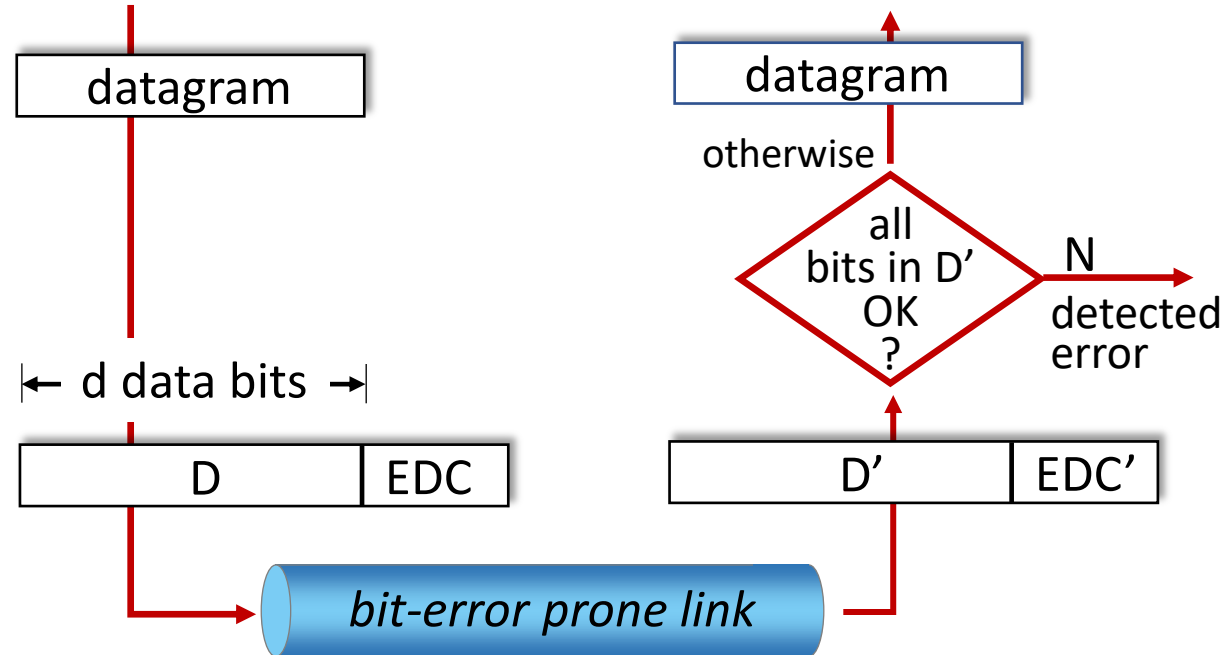 datagram
d data bits
D
EDC
bit-error prone link
datagram
otherwise
all
bits in D’
OK
?
N
detected
error
D’
EDC’